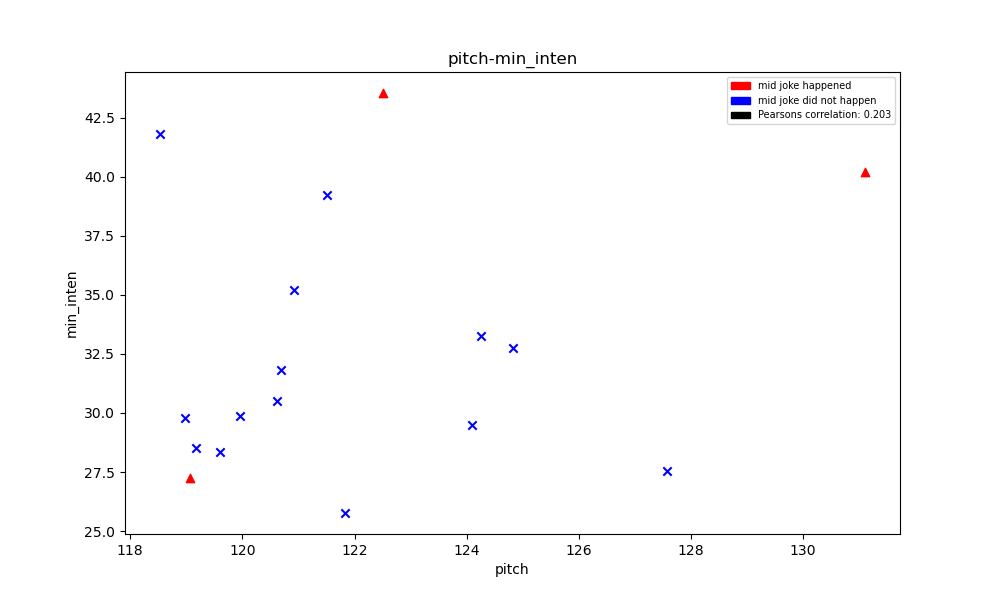 pitch-min_inten
mid joke happened
mid joke did not happen
Pearsons correlation: 0.203
42.5
40.0
37.5
35.0
32.5
30.0
27.5
25.0
min_inten
118 120 122 124 126 128 130
pitch